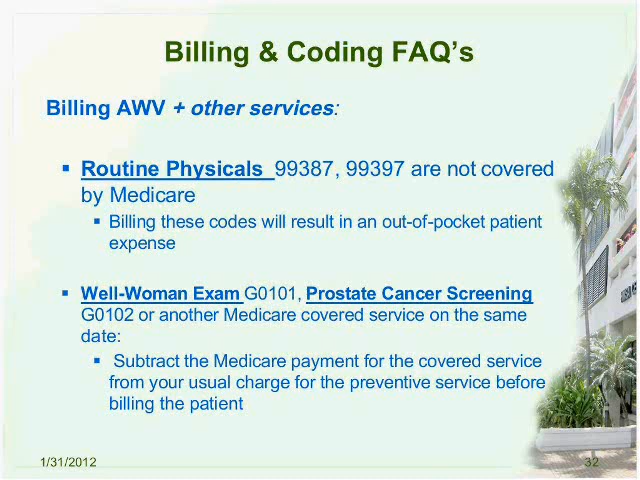 Billing & Coding FAQ’s
Billing AWV + other services:
▪ Routine Physicals 99387, 99397 are not covered
by Medicare
▪ Billing these codes will result in an out-of-pocket patient
expense
▪ Well-Woman Exam G0101, Prostate Cancer Screening
G0102 or another Medicare covered service on the same
date:
▪ Subtract the Medicare payment for the covered service
from your usual charge for the preventive service before
billing the patient
1/31/2012
32